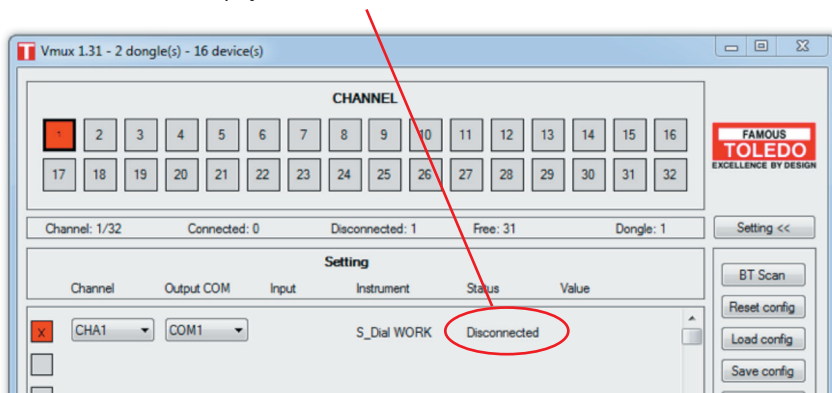 Vmux 1.31 - 2 dongle(s) - 16 device(s)
CHANNEL
1 2 3 4 5 6 7 8 9 10 11 12 13 14 15 16
17 18 19 20 21 22 23 24 25 26 27 28 29 30 31 32
FAMOUS
TOLEDO
EXCELLENCE BY DESIGN
Channel: 1/32 Connected: 0 Disconnected: 1 Free: 31 Dongle: 1
Setting <<
Setting
Channel Output COM Input Instrument Status Value
BT Scan
Reset config
Load config
Save config
X CHA1 COM1 S_Dial WORK Disconnected